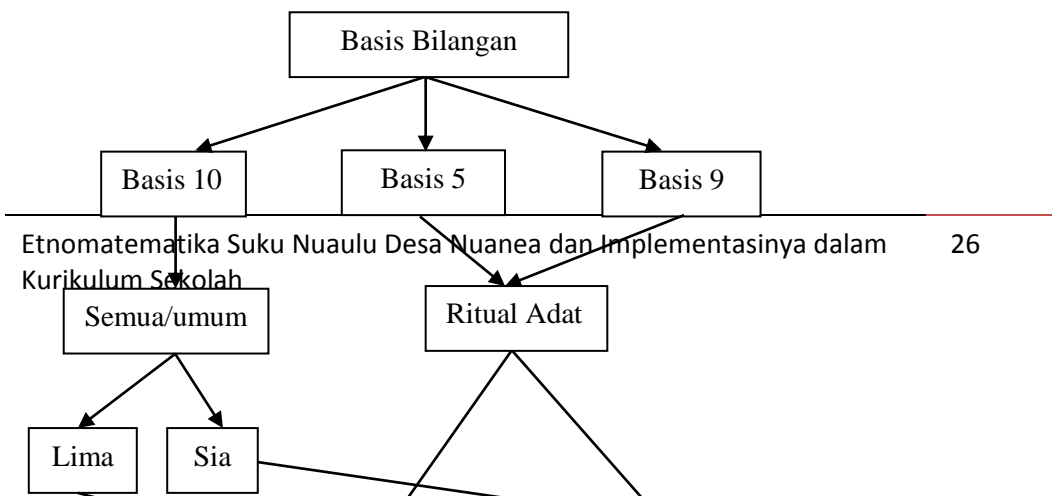 Basis Bilangan
Basis 10
Basis 5
Basis 9
Etnomatematika Suku Nuaulu Desa Nuanea dan Implementasinya dalam 26
Kurikulum Sekolah
Semua/umum
Ritual Adat
Lima
Sia